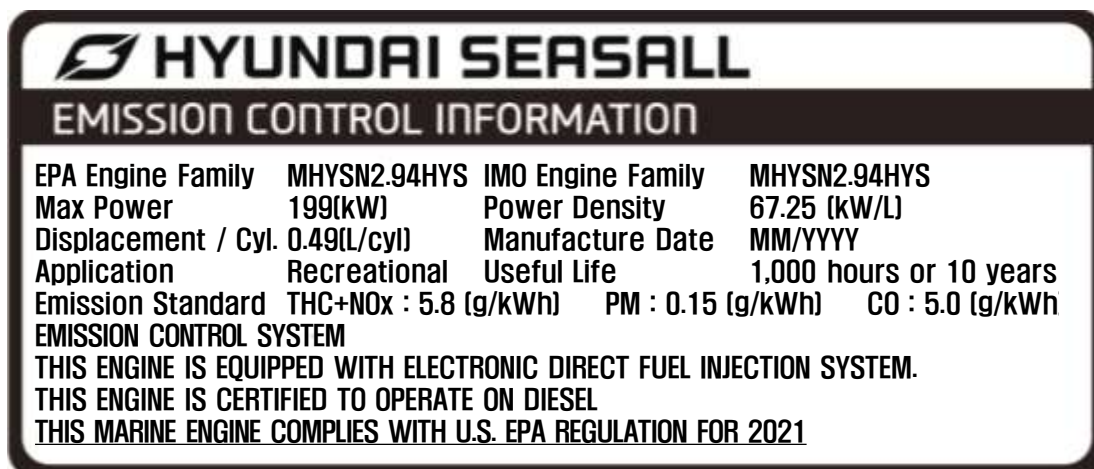 HYUNDAI SEASALL
EMISSION CONTROL INFORMATION
EPA Engine Family MHYSN2.94HYS IMO Engine Family MHYSN2.94HYS
Max Power 199(kW) Power Density 67.25 (kW/L)
Displacement / Cyl. 0.49(L/cyl) Manufacture Date MM/YYYY
Application Recreational Useful Life 1,000 hours or 10 years
Emission Standard THC+NOx : 5.8 (g/kWh) PM : 0.15 (g/kWh) CO : 5.0 (g/kWh
EMISSION CONTROL SYSTEM
THIS ENGINE IS EQUIPPED WITH ELECTRONIC DIRECT FUEL INJECTION SYSTEM.
THIS ENGINE IS CERTIFIED TO OPERATE ON DIESEL
THIS MARINE ENGINE COMPLIES WITH U.S. EPA REGULATION FOR 2021